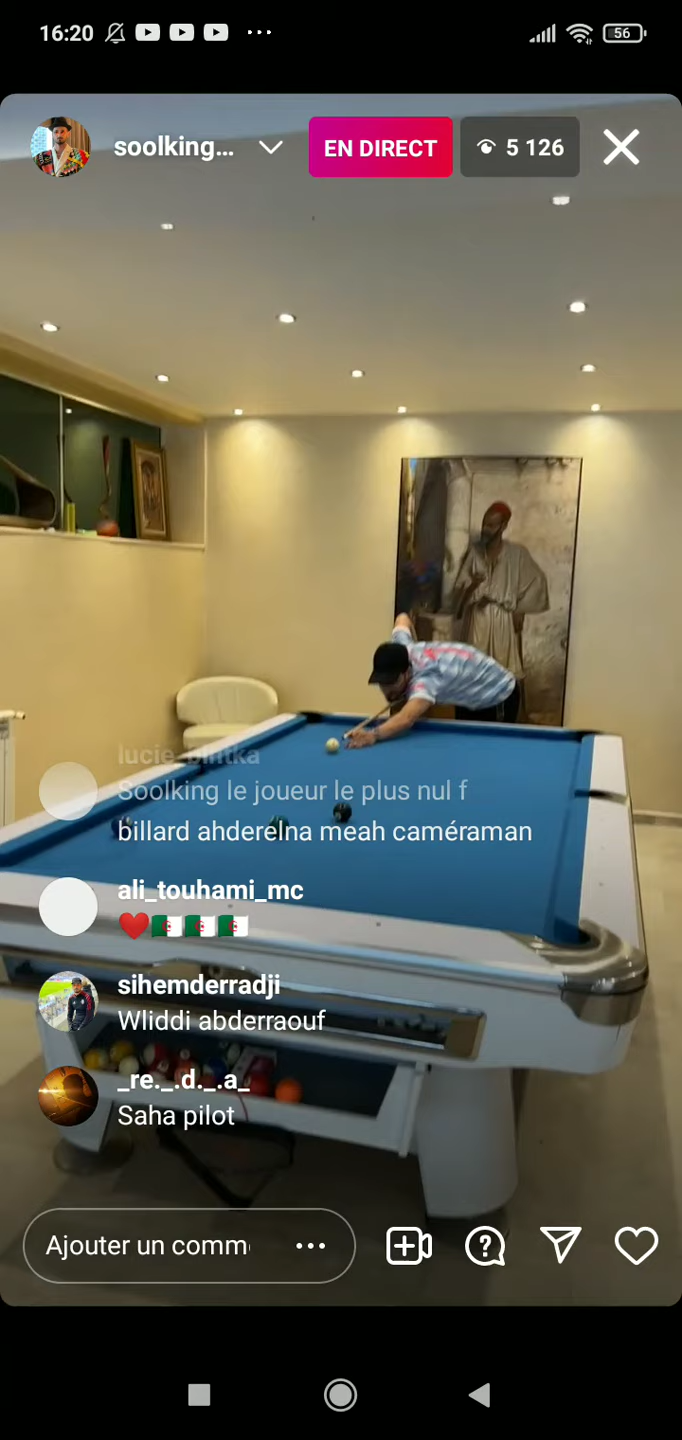 16:20
56
soolking...
EN DIRECT
5 126
Soolking le joueur le plus nul f
billard ahderelna meah caméraman
ali_touhami_mc
❤️🇩🇿🇩🇿🇩🇿
sihemderradji
Wliddi abderraouf
_re._.d._.a_
Saha pilot
Ajouter un comm